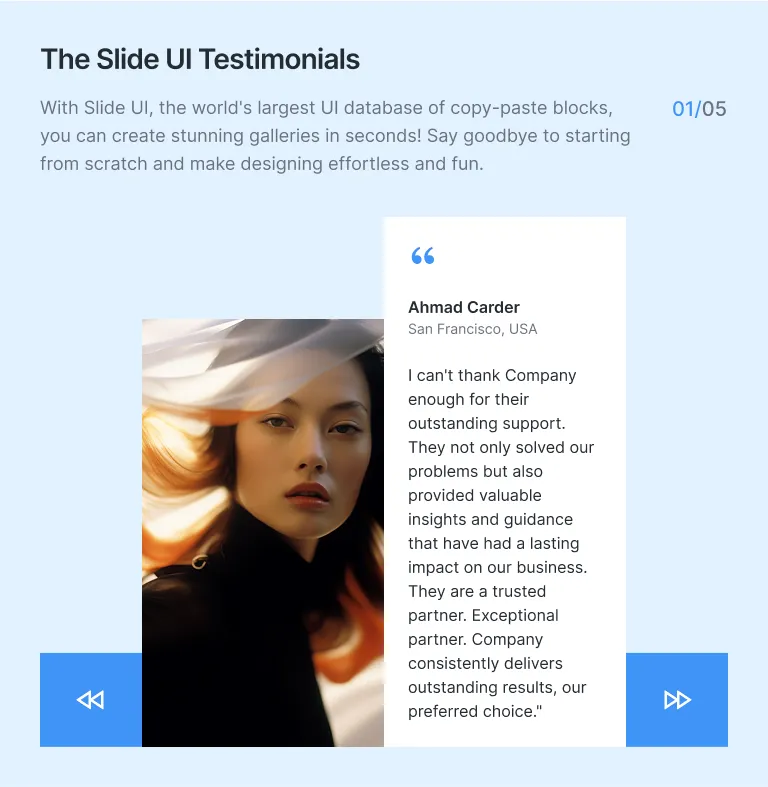 The Slide UI Testimonials
With Slide UI, the world's largest UI database of copy-paste blocks,
you can create stunning galleries in seconds! Say goodbye to starting
from scratch and make designing effortless and fun.
01/05
“
Ahmad Carder
San Francisco, USA
I can't thank Company
enough for their
outstanding support.
They not only solved our
problems but also
provided valuable
insights and guidance
that have had a lasting
impact on our business.
They are a trusted
partner. Exceptional
partner. Company
consistently delivers
outstanding results, our
preferred choice."